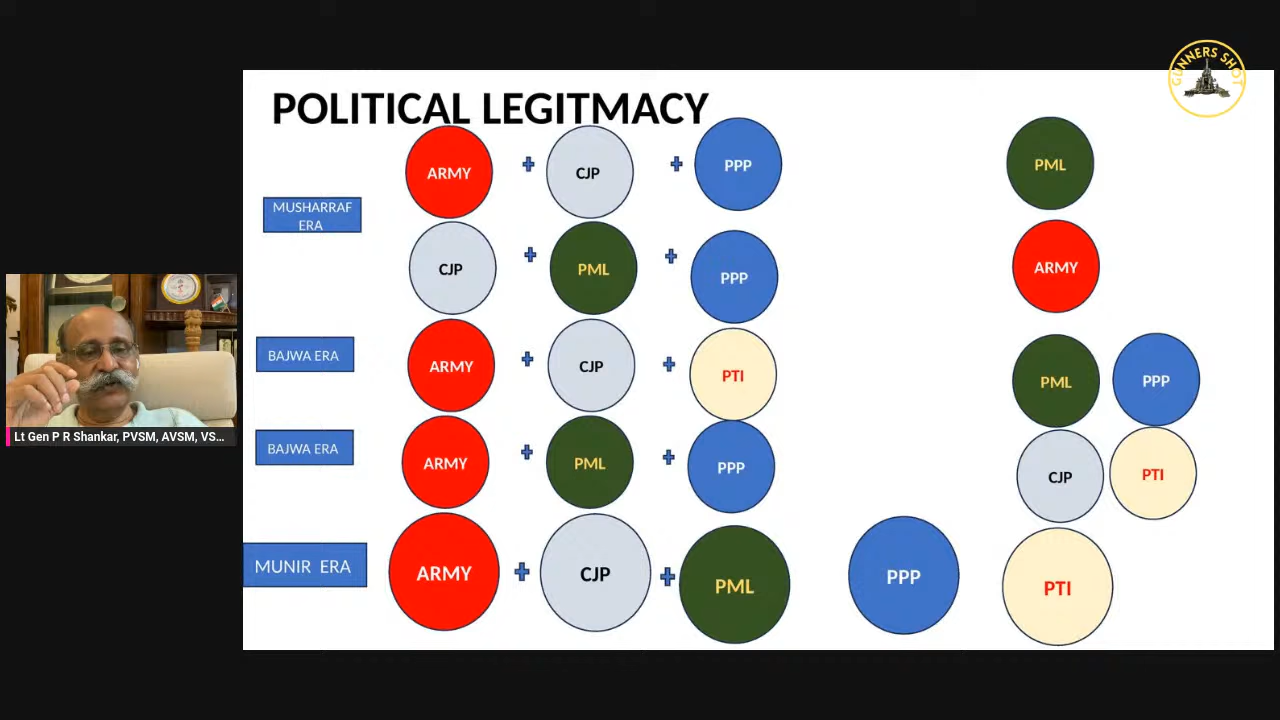 GUNNERS SHOT
POLITICAL LEGITMACY
ARMY + CJP + PPP PML
MUSHARRAF
ERA
CJP + PML + PPP ARMY
BAJWA ERA ARMY + CJP + PTI PML PPP
BAJWA ERA ARMY + PML + PPP CJP PTI
MUNIR ERA ARMY + CJP + PML PPP PTI
Lt Gen P R Shankar, PVSM, AVSM, VS...